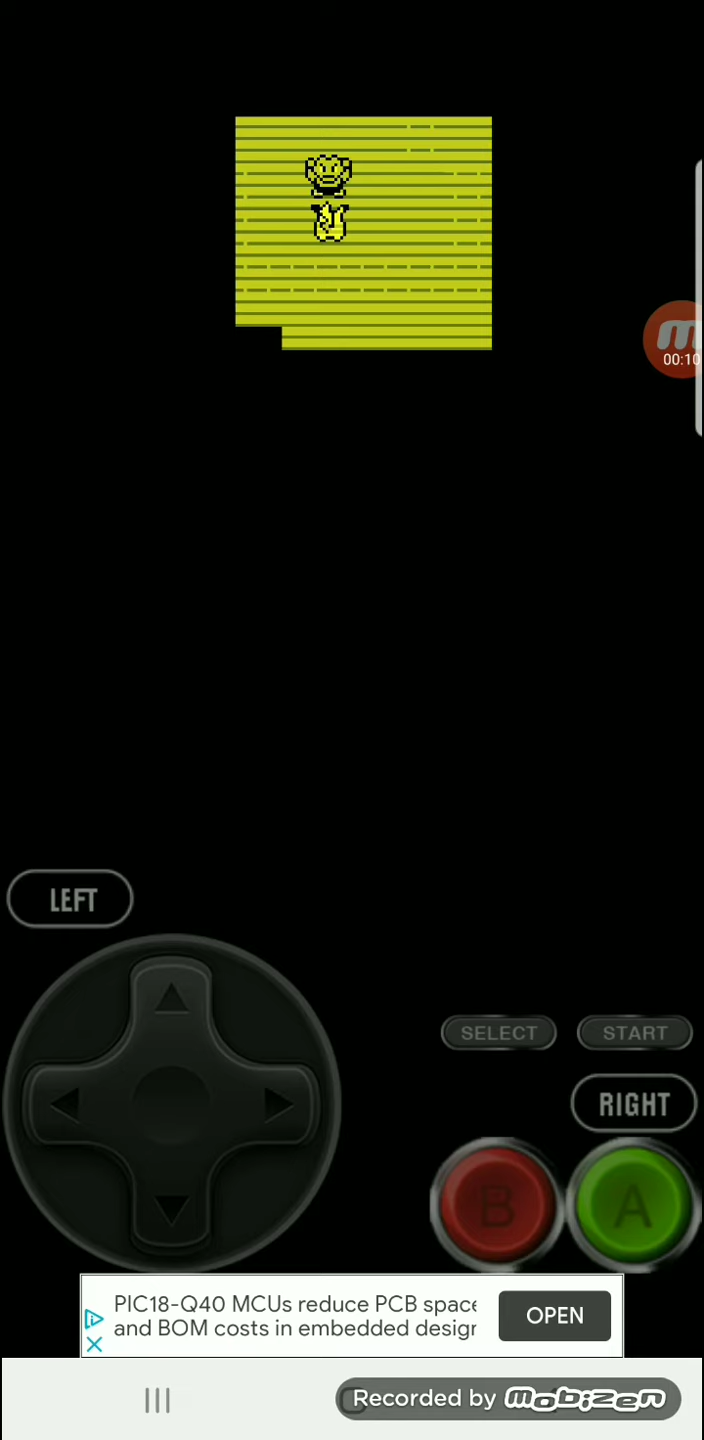 00:10
LEFT
SELECT
START
RIGHT
B
A
PIC18-Q40 MCUs reduce PCB space
and BOM costs in embedded design
OPEN
Recorded by mobizen